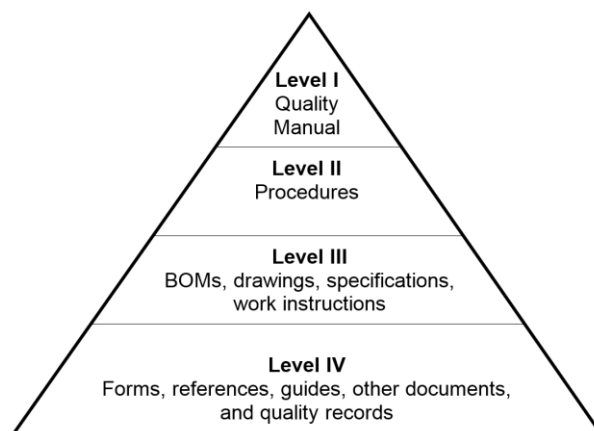 Level I
Quality
Manual
Level II
Procedures
Level III
BOMs, drawings, specifications,
work instructions
Level IV
Forms, references, guides, other documents,
and quality records